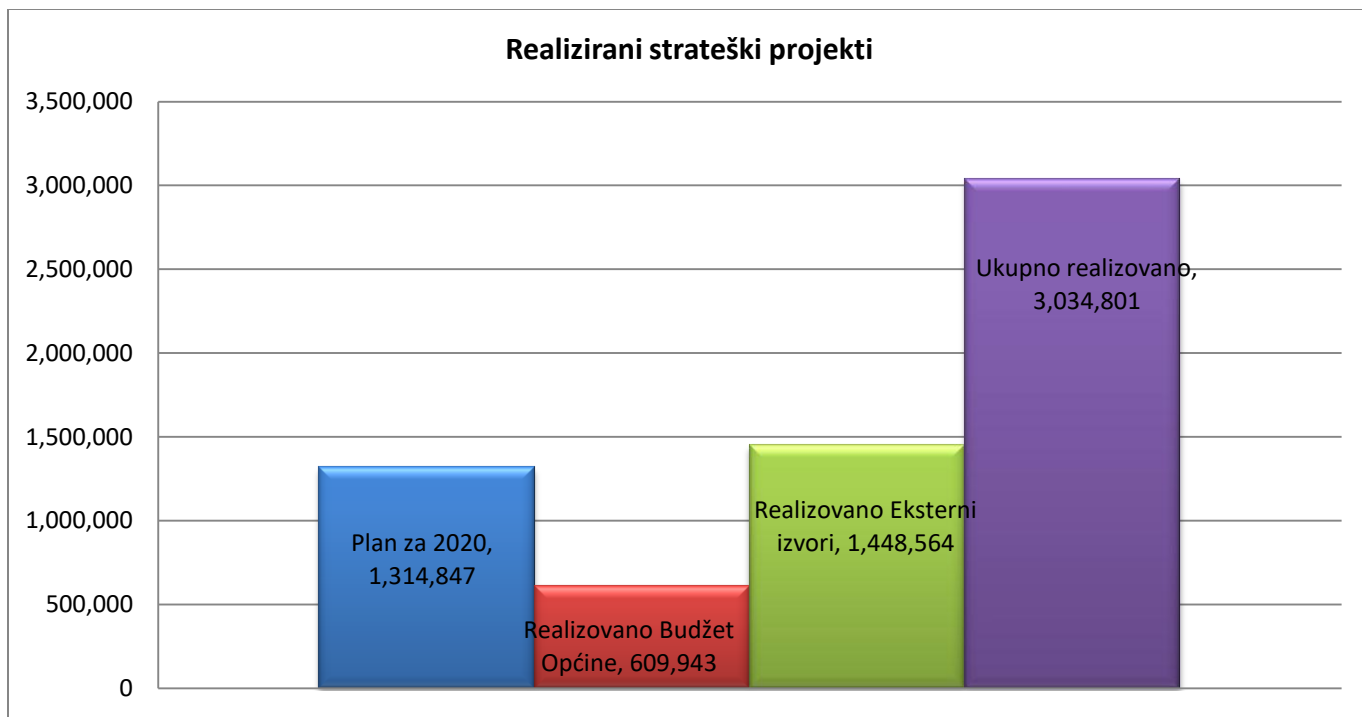 Realizirani strateški projekti
3,500,000
3,000,000
2,500,000
2,000,000
1,500,000
1,000,000
500,000
0
Plan za 2020,
1,314,847
Realizovano Budžet
Općine, 609,943
Realizovano Eksterni
izvori, 1,448,564
Ukupno realizovano,
3,034,801